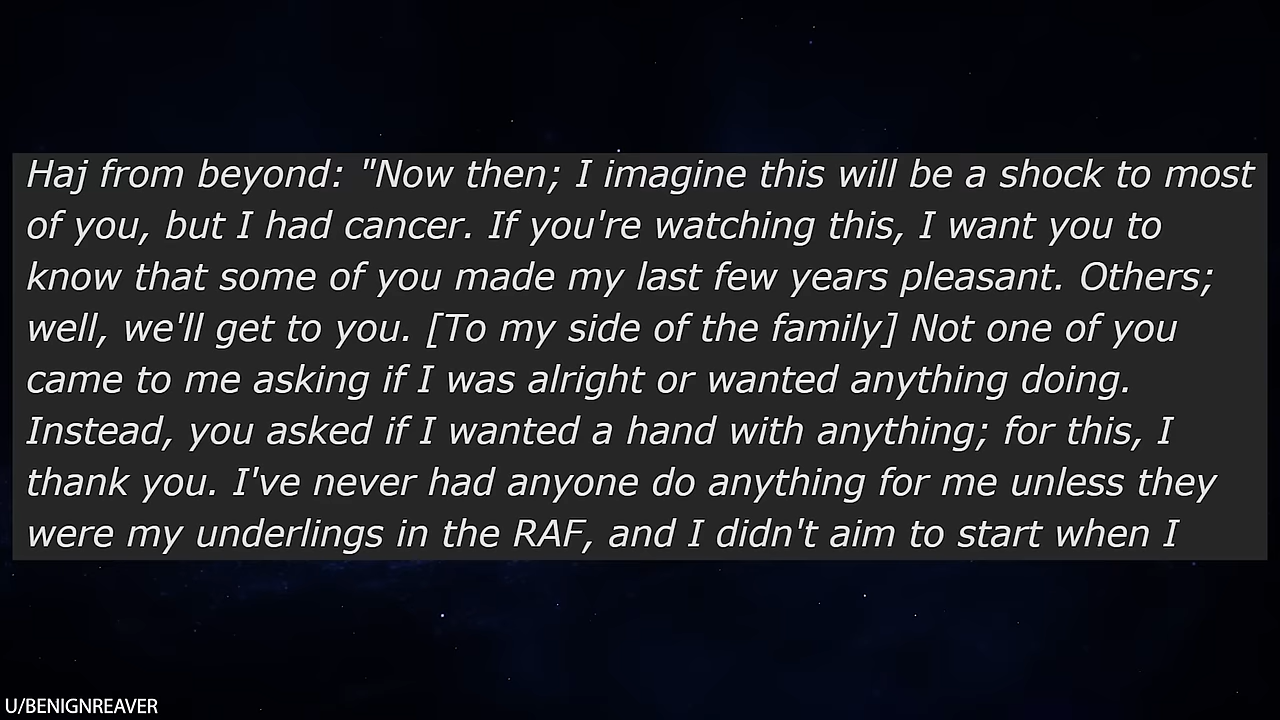 Haj from beyond: "Now then; I imagine this will be a shock to most
of you, but I had cancer. If you're watching this, I want you to
know that some of you made my last few years pleasant. Others;
well, we'll get to you. [To my side of the family] Not one of you
came to me asking if I was alright or wanted anything doing.
Instead, you asked if I wanted a hand with anything; for this, I
thank you. I've never had anyone do anything for me unless they
were my underlings in the RAF, and I didn't aim to start when I
U/BENIGNREAVER